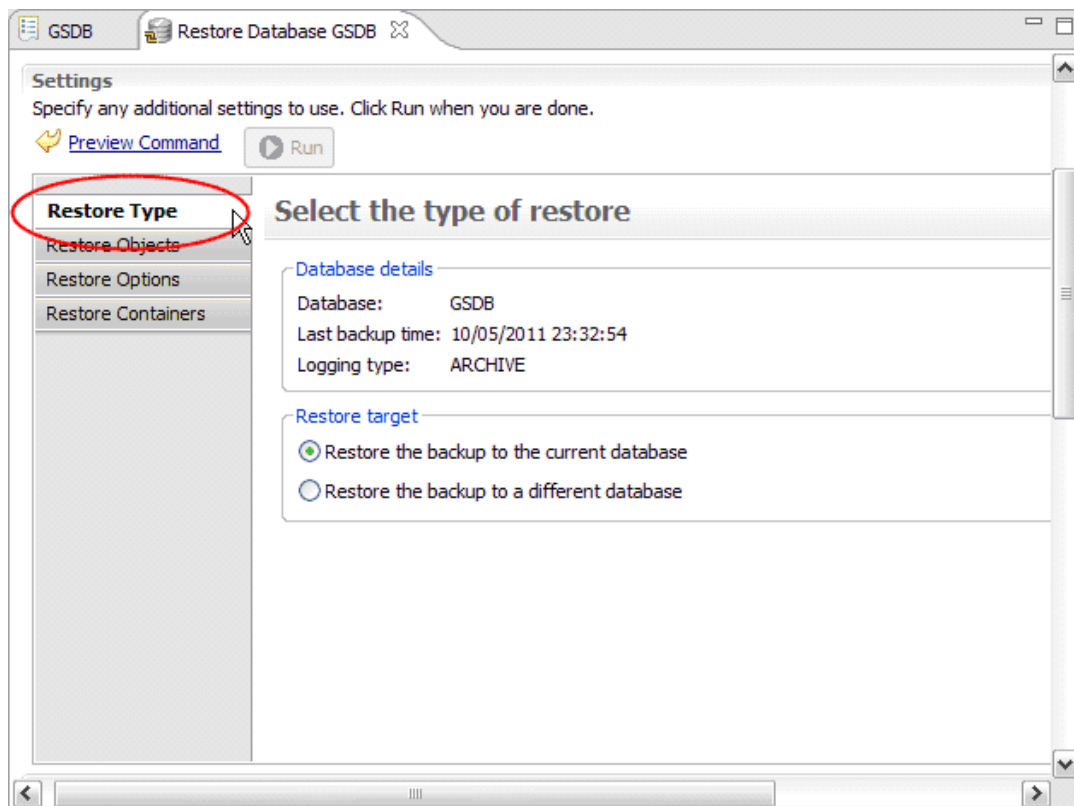 GSDB
Restore Database GSDB
Settings
Specify any additional settings to use. Click Run when you are done.
Preview Command
Run
Restore Type
Restore Objects
Restore Options
Restore Containers
Select the type of restore
Database details
Database: GSDB
Last backup time: 10/05/2011 23:32:54
Logging type: ARCHIVE
Restore target
Restore the backup to the current database
Restore the backup to a different database